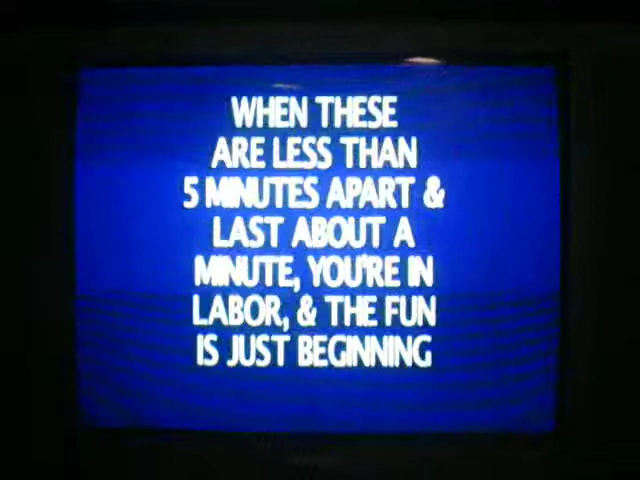 WHEN THESE
ARE LESS THAN
5 MINUTES APART &
LAST ABOUT A
MINUTE, YOU'RE IN
LABOR, & THE FUN
IS JUST BEGINNING